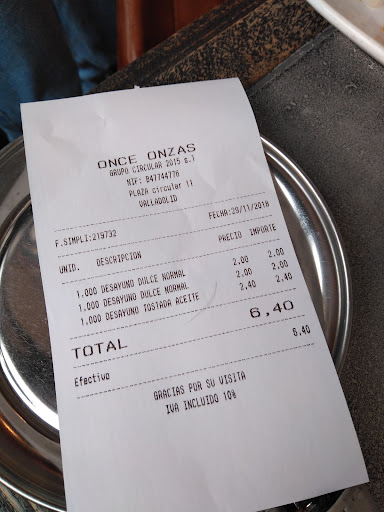 ONCE ONZAS
GRUPO CIRCULAR 2015 s.l
NIF: B47744776
PLAZA circular 11
VALLADOLID
F.SIMPLI:219732 FECHA:29/11/2018
UNID. DESCRIPCION PRECIO IMPORTE
1.000 DESAYUNO DULCE NORMAL 2,00 2,00
1.000 DESAYUNO DULCE NORMAL 2,00 2,00
1.000 DESAYUNO TOSTADA ACEITE 2,40 2,40
TOTAL 6,40
Efectivo 6,40
GRACIAS POR SU VISITA
IVA INCLUIDO 10%